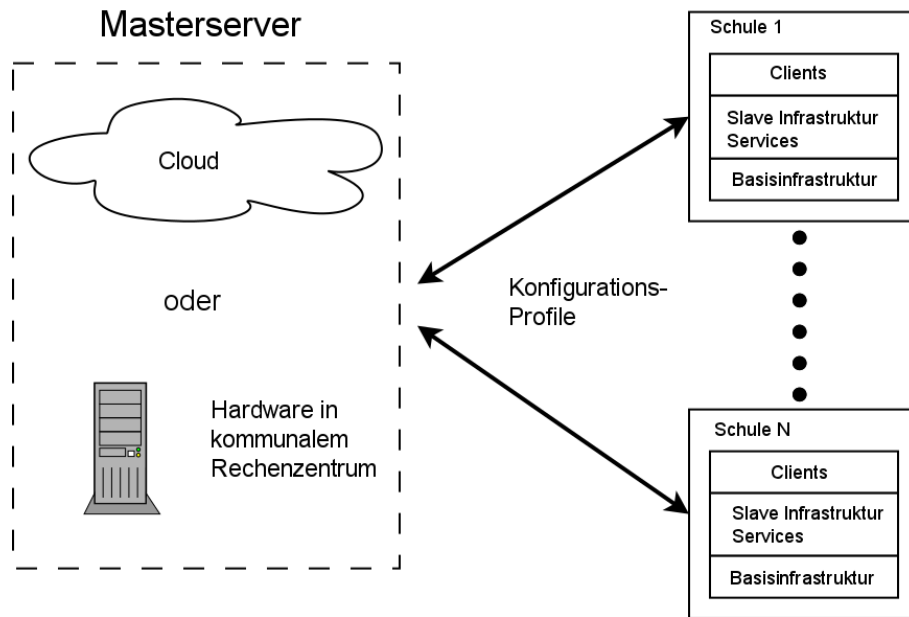 Masterserver
Cloud
oder
Hardware in
kommunalem
Rechenzentrum
Konfigurations-
Profile
Schule 1
Clients
Slave Infrastruktur
Services
Basisinfrastruktur
Schule N
Clients
Slave Infrastruktur
Services
Basisinfrastruktur